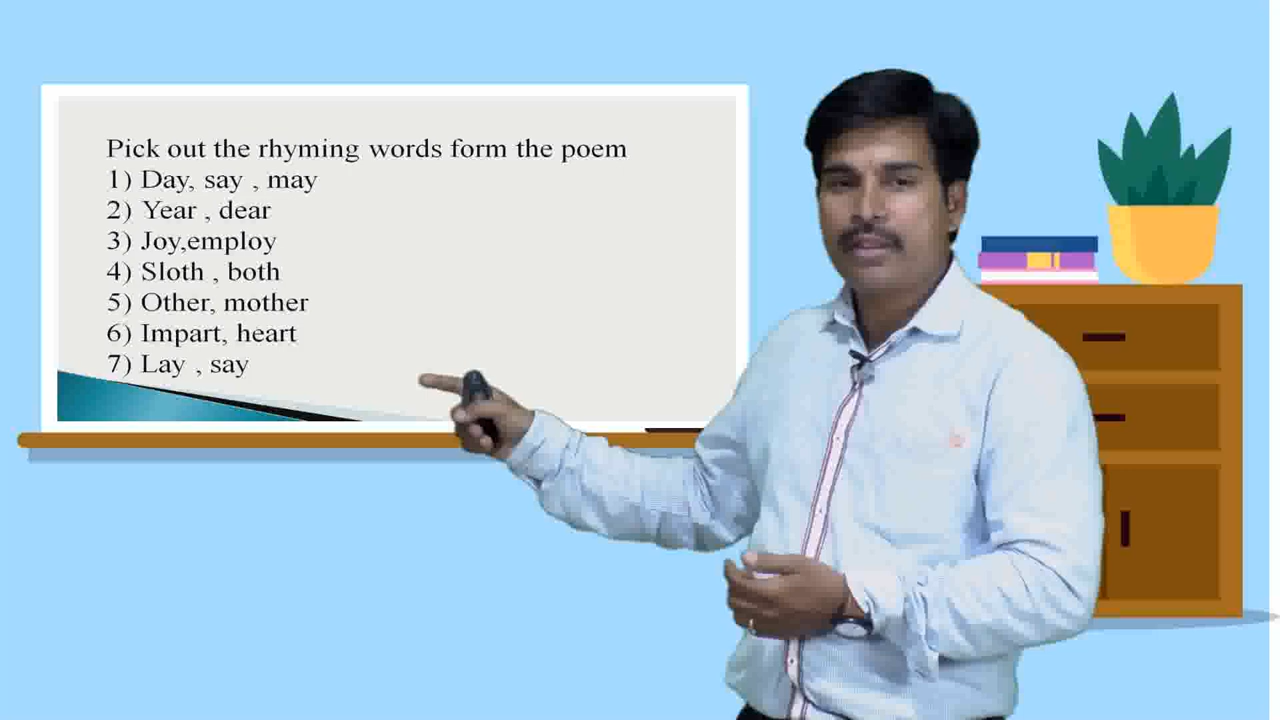 Pick out the rhyming words form the poem
1) Day, say , may
2) Year , dear
3) Joy,employ
4) Sloth , both
5) Other, mother
6) Impart, heart
7) Lay , say